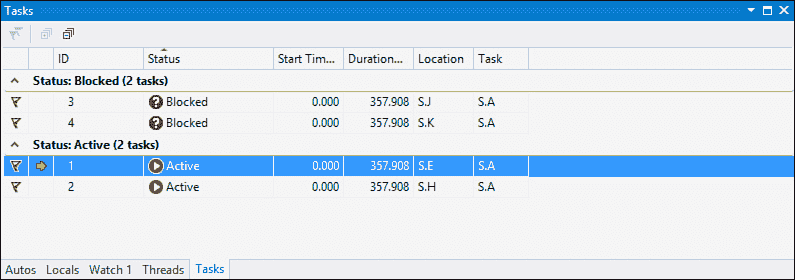 Tasks
ID Status Start Tim... Duration... Location Task
Status: Blocked (2 tasks)
3 Blocked 0.000 357.908 S.J S.A
4 Blocked 0.000 357.908 S.K S.A
Status: Active (2 tasks)
1 Active 0.000 357.908 S.E S.A
2 Active 0.000 357.908 S.H S.A
Autos Locals Watch 1 Threads Tasks